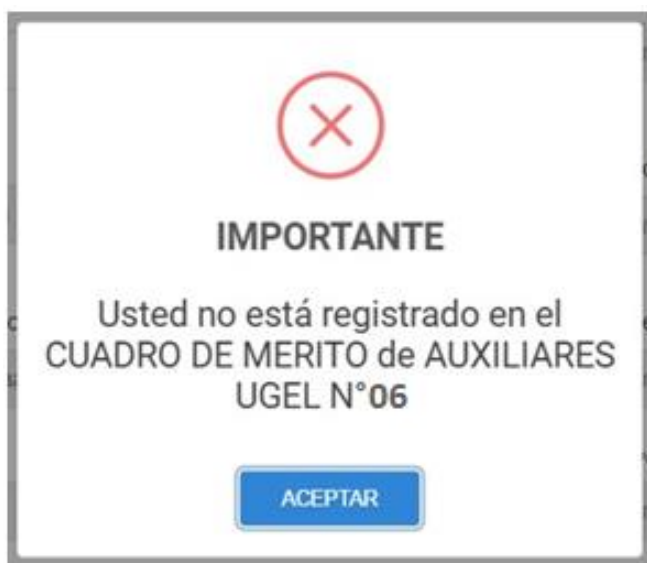 IMPORTANTE
Usted no está registrado en el
CUADRO DE MERITO de AUXILIARES
UGEL N°06
ACEPTAR